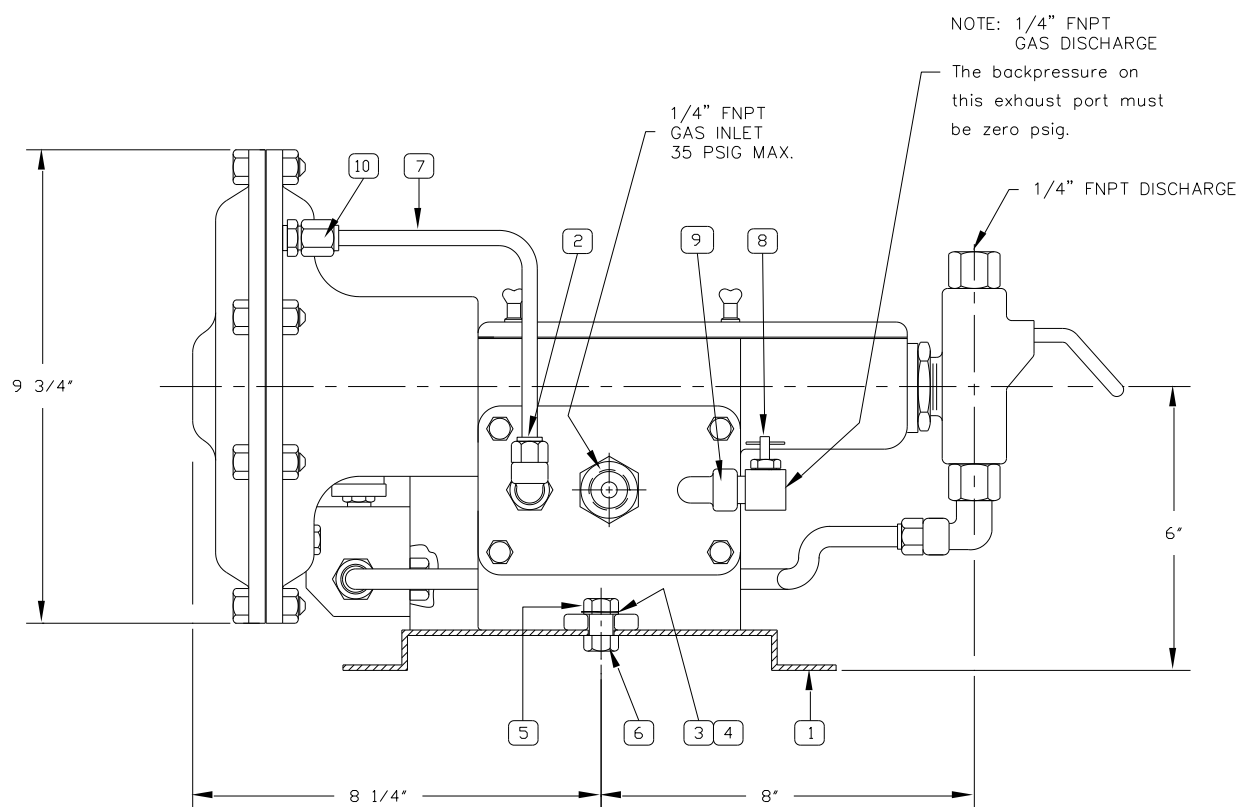 NOTE: 1/4" FNPT
GAS DISCHARGE
The backpressure on
this exhaust port must
be zero psig.
1/4" FNPT
GAS INLET
35 PSIG MAX.
10
7
1/4" FNPT DISCHARGE
2
9
8
9 3/4"
6"
5
6
3
4
1
8 1/4"
8"